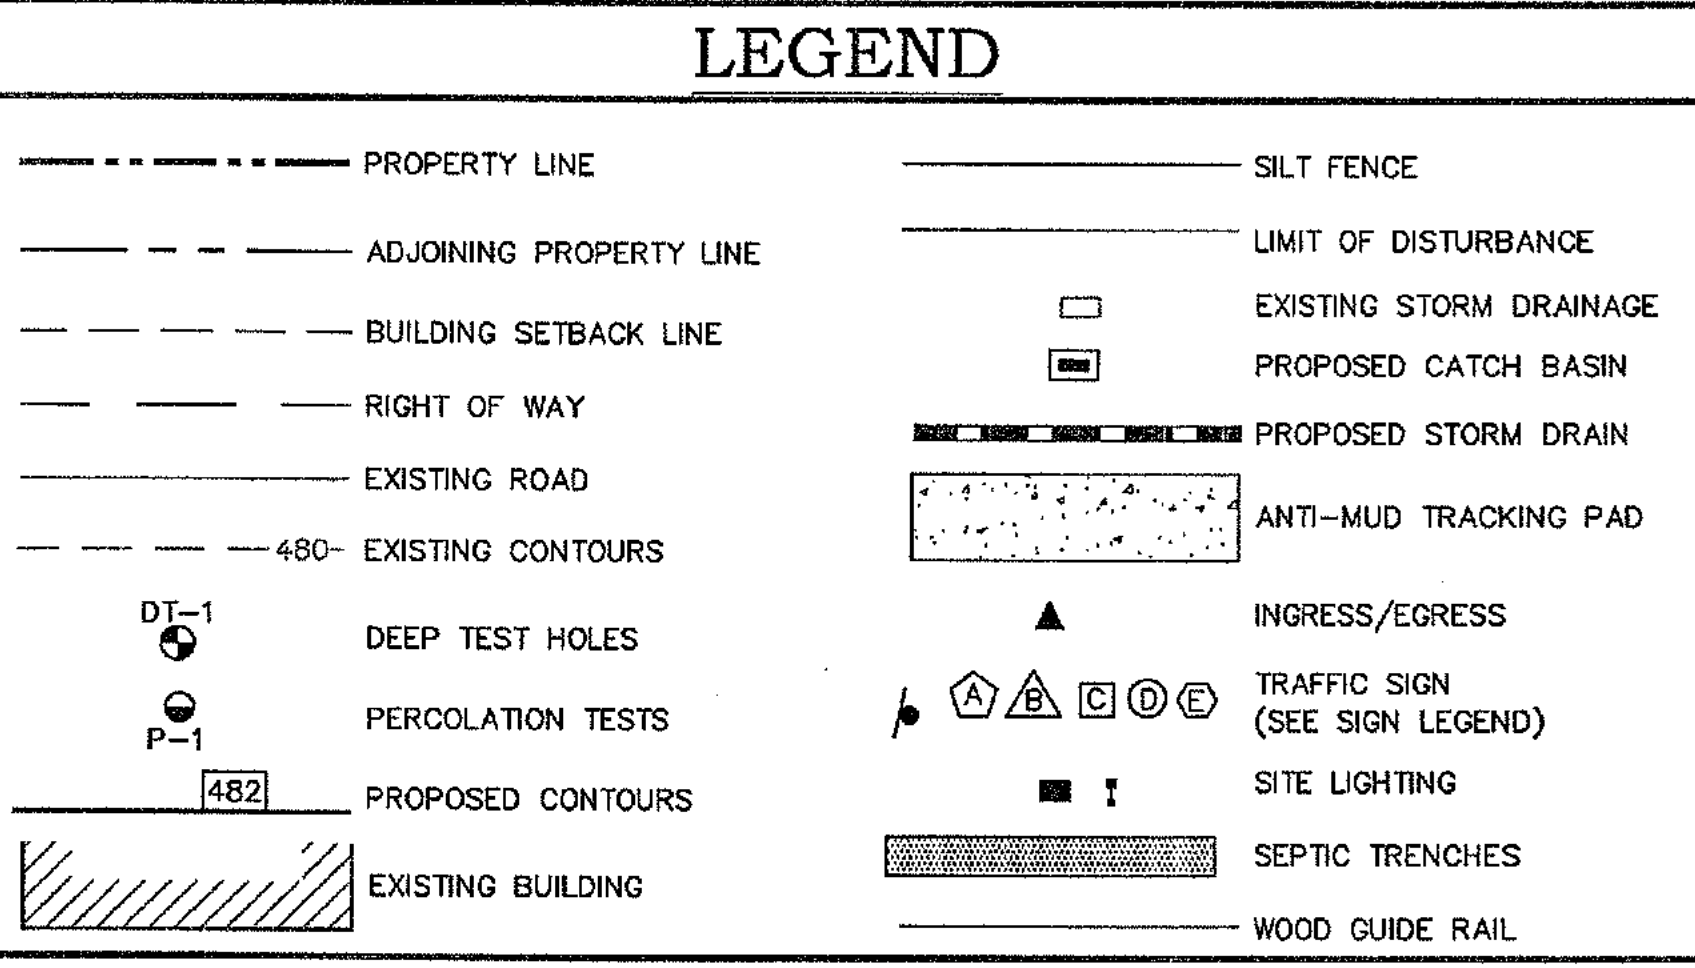 LEGEND
PROPERTY LINE
ADJOINING PROPERTY LINE
BUILDING SETBACK LINE
RIGHT OF WAY
EXISTING ROAD
480 EXISTING CONTOURS
DT-1
DEEP TEST HOLES
PERCOLATION TESTS
P-1
482
PROPOSED CONTOURS
EXISTING BUILDING
SILT FENCE
LIMIT OF DISTURBANCE
EXISTING STORM DRAINAGE
PROPOSED CATCH BASIN
PROPOSED STORM DRAIN
ANTI-MUD TRACKING PAD
INGRESS/EGRESS
A B C D E
TRAFFIC SIGN
(SEE SIGN LEGEND)
SITE LIGHTING
SEPTIC TRENCHES
WOOD GUIDE RAIL